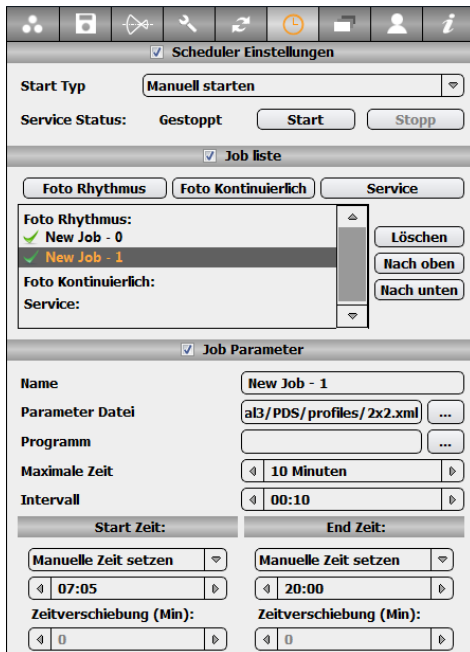 Scheduler Einstellungen
Start Typ Manuell starten
Service Status: Gestoppt Start Stopp
Job liste
Foto Rhythmus Foto Kontinuierlich Service
Foto Rhythmus:
New Job - 0
New Job - 1
Foto Kontinuierlich:
Service:
Löschen
Nach oben
Nach unten
Job Parameter
Name New Job - 1
Parameter Datei al3/PDS/profiles/2x2.xml ...
Programm ...
Maximale Zeit 10 Minuten
Intervall 00:10
Start Zeit: End Zeit:
Manuelle Zeit setzen Manuelle Zeit setzen
07:05 20:00
Zeitverschiebung (Min): Zeitverschiebung (Min):
0 0